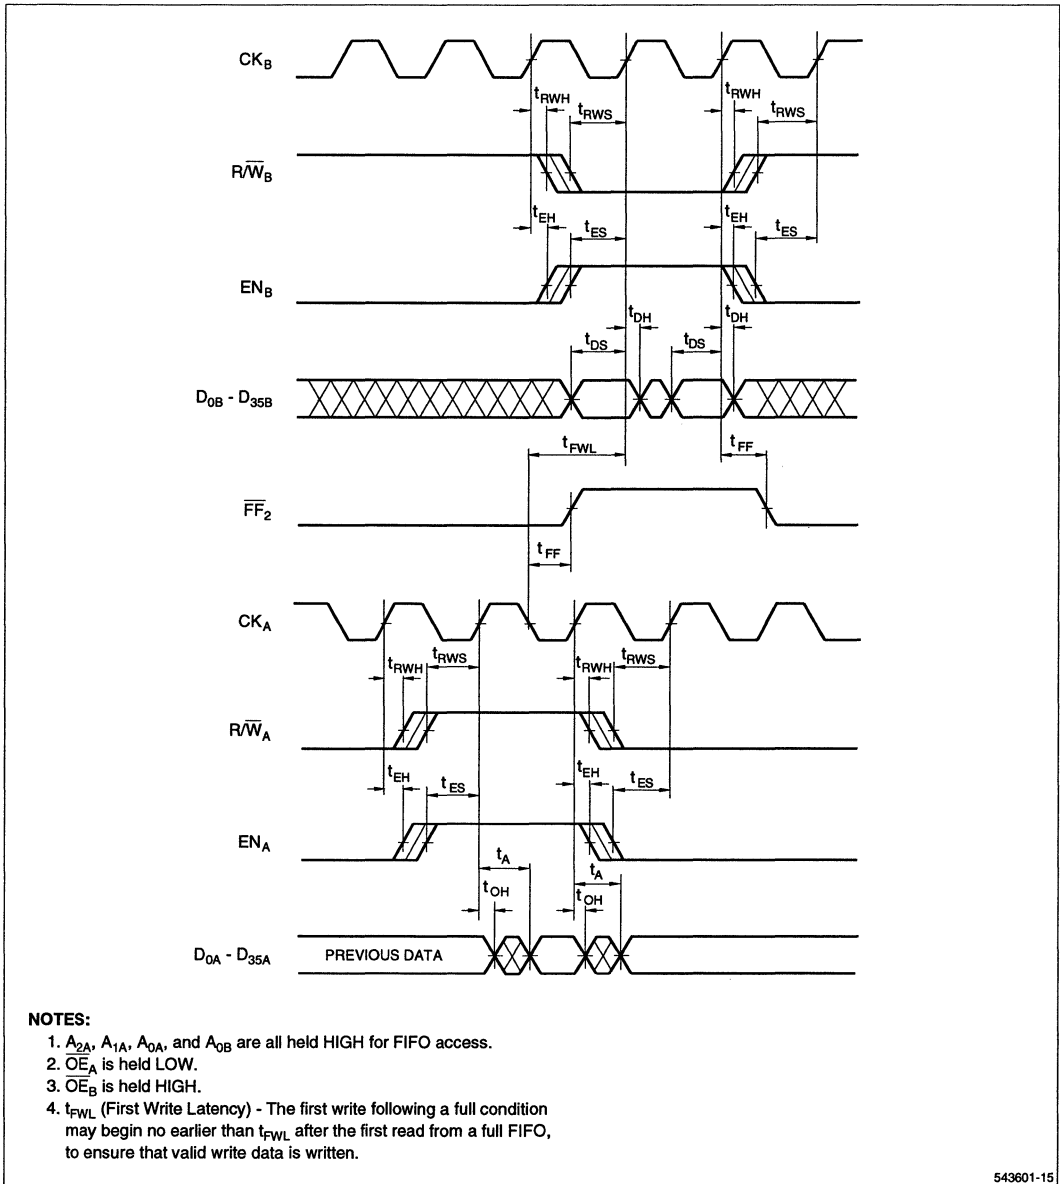 CK_B
t_RWH
t_RWS
t_RWH
t_RWS
R/W̅_B
t_EH
t_ES
t_EH
t_ES
EN_B
t_DH
t_DH
t_DS
t_DS
D_0B - D_35B
t_FWL
t_FF
F̅F̅_2
t_FF
CK_A
t_RWH
t_RWS
t_RWH
t_RWS
R/W̅_A
t_EH
t_ES
t_EH
t_ES
EN_A
t_A
t_A
t_OH
t_OH
D_0A - D_35A
PREVIOUS DATA
NOTES:
1. A_2A, A_1A, A_0A, and A_0B are all held HIGH for FIFO access.
2. O̅E̅_A is held LOW.
3. O̅E̅_B is held HIGH.
4. t_FWL (First Write Latency) - The first write following a full condition
may begin no earlier than t_FWL after the first read from a full FIFO,
to ensure that valid write data is written.
543601-15